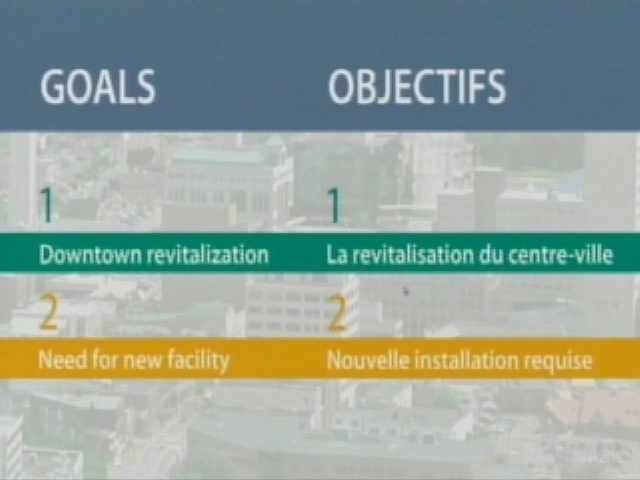 GOALS
OBJECTIFS
1
1
Downtown revitalization
La revitalisation du centre-ville
2
2
Need for new facility
Nouvelle installation requise